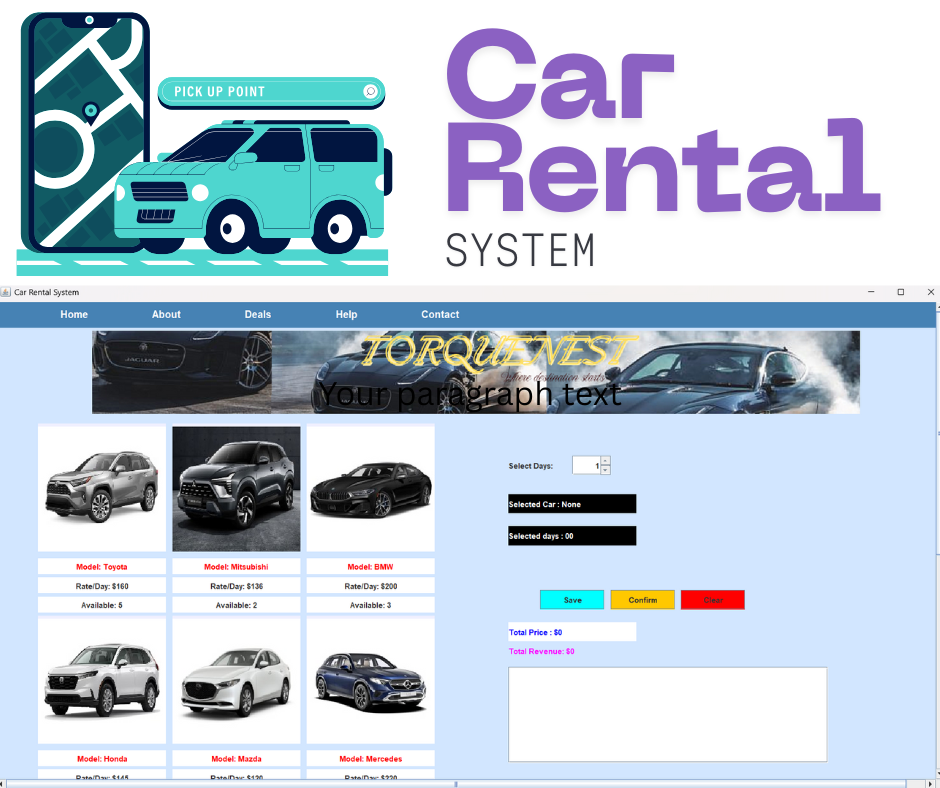 PICK UP POINT
Car
Rental
SYSTEM
Car Rental System
Home About Deals Help Contact
JAGUAR
TORQUENEST
Where destination starts
Your paragraph text
Select Days: 1
Selected Car : None
Selected days : 00
Save Confirm Clear
Total Price : $0
Total Revenue: $0
Model: Toyota Model: Mitsubishi Model: BMW
Rate/Day: $160 Rate/Day: $136 Rate/Day: $200
Available: 5 Available: 2 Available: 3
Model: Honda Model: Mazda Model: Mercedes
Rate/Day: $145 Rate/Day: $120 Rate/Day: $220